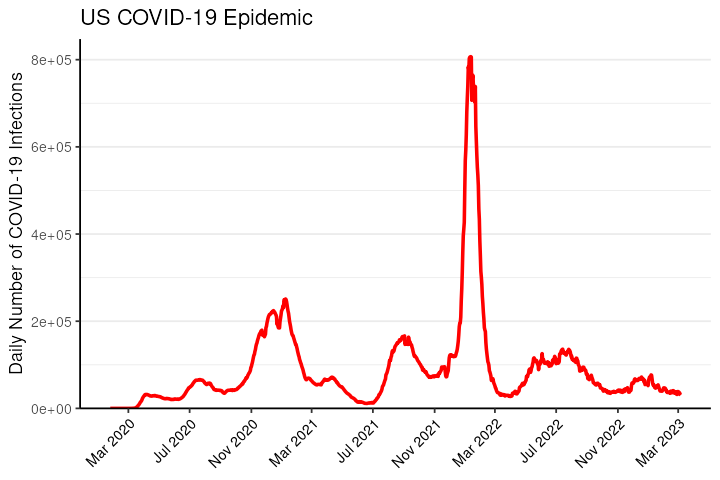 US COVID-19 Epidemic
Daily Number of COVID-19 Infections
8e+05
6e+05
4e+05
2e+05
0e+00
Mar 2020
Jul 2020
Nov 2020
Mar 2021
Jul 2021
Nov 2021
Mar 2022
Jul 2022
Nov 2022
Mar 2023